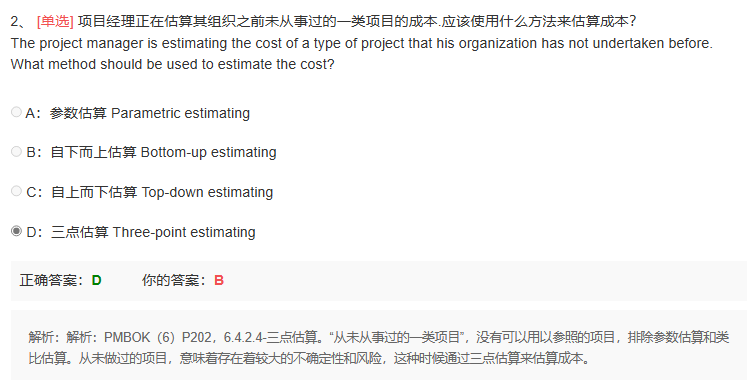 2、 [单选] 项目经理正在估算其组织之前未从事过的一类项目的成本.应该使用什么方法来估算成本?
The project manager is estimating the cost of a type of project that his organization has not undertaken before.
What method should be used to estimate the cost?
A：参数估算 Parametric estimating
B：自下而上估算 Bottom-up estimating
C：自上而下估算 Top-down estimating
D：三点估算 Three-point estimating
正确答案：D 你的答案：B
解析：解析：PMBOK（6）P202，6.4.2.4-三点估算。“从未从事过的一类项目”，没有可以用以参照的项目，排除参数估算和类
比估算。从未做过的项目，意味着存在着较大的不确定性和风险，这种时候通过三点估算来估算成本。